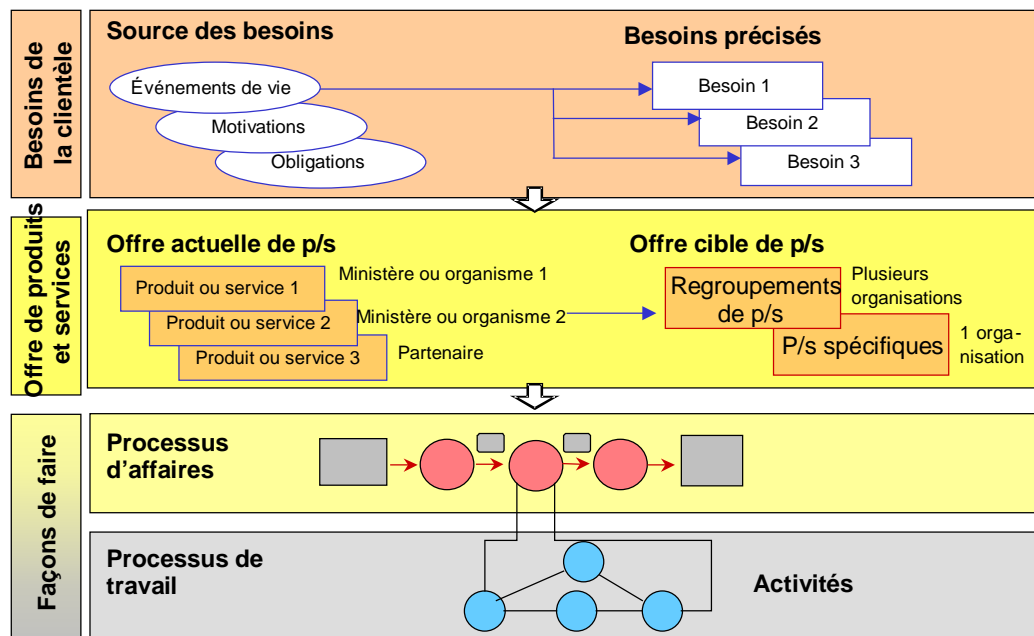 Besoins de
la clientèle
Source des besoins
Besoins précisés
Événements de vie
Motivations
Obligations
Besoin 1
Besoin 2
Besoin 3
Offre de produits
et services
Offre actuelle de p/s
Offre cible de p/s
Produit ou service 1
Ministère ou organisme 1
Produit ou service 2
Ministère ou organisme 2
Produit ou service 3
Partenaire
Regroupements
de p/s
Plusieurs
organisations
P/s spécifiques
1 orga-
nisation
Façons de faire
Processus
d'affaires
Processus de
travail
Activités